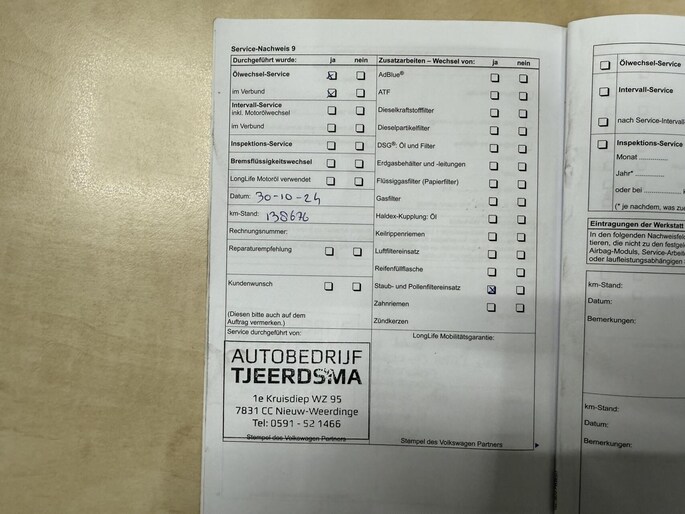 Service-Nachweis 9
Durchgeführt wurde: ja nein
Ölwechsel-Service
im Verbund
Intervall-Service
inkl. Motorölwechsel
im Verbund
Inspektions-Service
Bremsflüssigkeitswechsel
LongLife Motoröl verwendet
Datum: 30-10-24
km-Stand: 138676
Rechnungsnummer:
Reparaturempfehlung
Kundenwunsch
(Diesen bitte auch auf dem
Auftrag vermerken.)
Service durchgeführt von:
AUTOBEDRIJF
TJEERDSMA
1e Kruisdiep WZ 95
7831 CC Nieuw-Weerdinge
Tel: 0591 - 52 1466
Stempel des Volkswagen Partners
Zusatzarbeiten – Wechsel von: ja nein
AdBlue®
ATF
Dieselkraftstofffilter
Dieselpartikelfilter
DSG®: Öl und Filter
Erdgasbehälter und -leitungen
Flüssiggasfilter (Papierfilter)
Gasfilter
Haldex-Kupplung: Öl
Keilrippenriemen
Luftfiltereinsatz
Reifenfüllflasche
Staub- und Pollenfiltereinsatz
Zahnriemen
Zündkerzen
LongLife Mobilitätsgarantie:
Stempel des Volkswagen Partners
Ölwechsel-Service
Intervall-Service
nach Service-Intervall
Inspektions-Service
Monat ............
Jahr* ............
oder bei ............
(* je nachdem, was zu
Eintragungen der Werkstatt
In den folgenden Nachweisfel
tieren, die nicht zu den festge
Airbag-Moduls, Service-Arbei
oder laufleistungsabhängigen
km-Stand:
Datum:
Bemerkungen:
km-Stand:
Datum:
Bemerkungen: